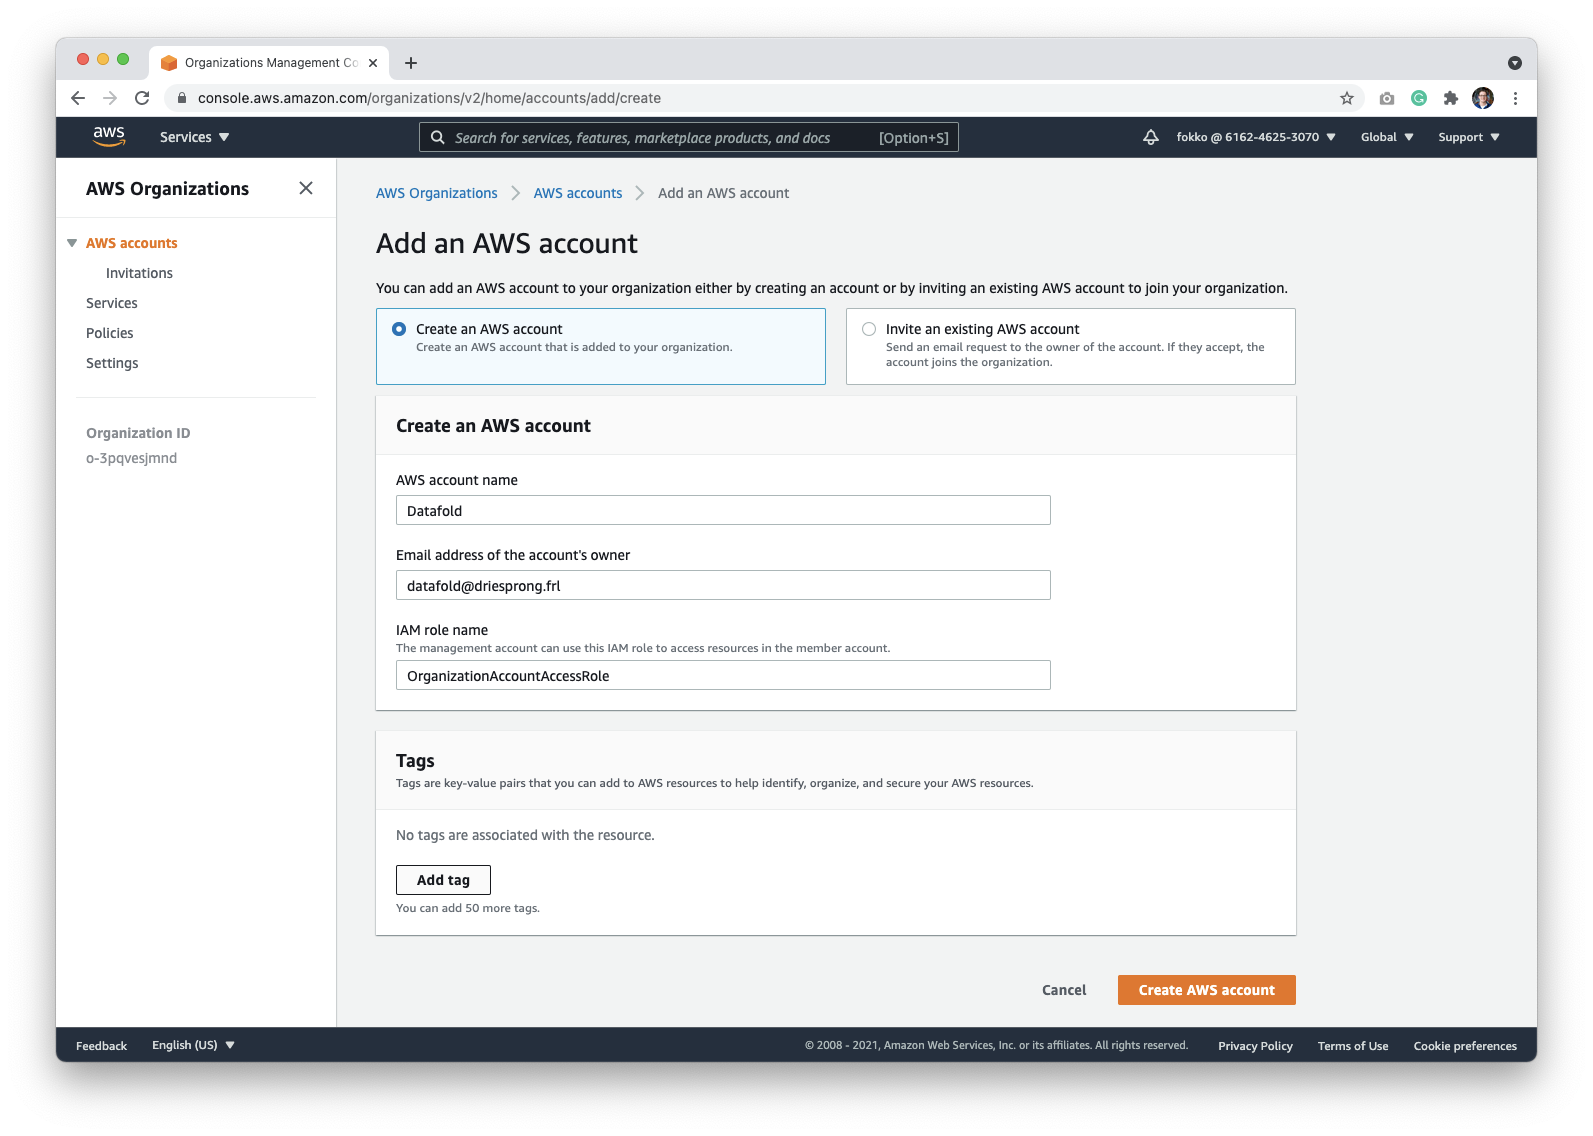 Organizations Management Co
console.aws.amazon.com/organizations/v2/home/accounts/add/create
aws
Services
Search for services, features, marketplace products, and docs
[Option+S]
fokko @ 6162-4625-3070
Global
Support
AWS Organizations
AWS accounts
Invitations
Services
Policies
Settings
Organization ID
o-3pqvesjmnd
AWS Organizations
AWS accounts
Add an AWS account
Add an AWS account
You can add an AWS account to your organization either by creating an account or by inviting an existing AWS account to join your organization.
Create an AWS account
Create an AWS account that is added to your organization.
Invite an existing AWS account
Send an email request to the owner of the account. If they accept, the
account joins the organization.
Create an AWS account
AWS account name
Datafold
Email address of the account's owner
datafold@driesprong.frl
IAM role name
The management account can use this IAM role to access resources in the member account.
OrganizationAccountAccessRole
Tags
Tags are key-value pairs that you can add to AWS resources to help identify, organize, and secure your AWS resources.
No tags are associated with the resource.
Add tag
You can add 50 more tags.
Cancel
Create AWS account
Feedback
English (US)
© 2008 - 2021, Amazon Web Services, Inc. or its affiliates. All rights reserved.
Privacy Policy
Terms of Use
Cookie preferences